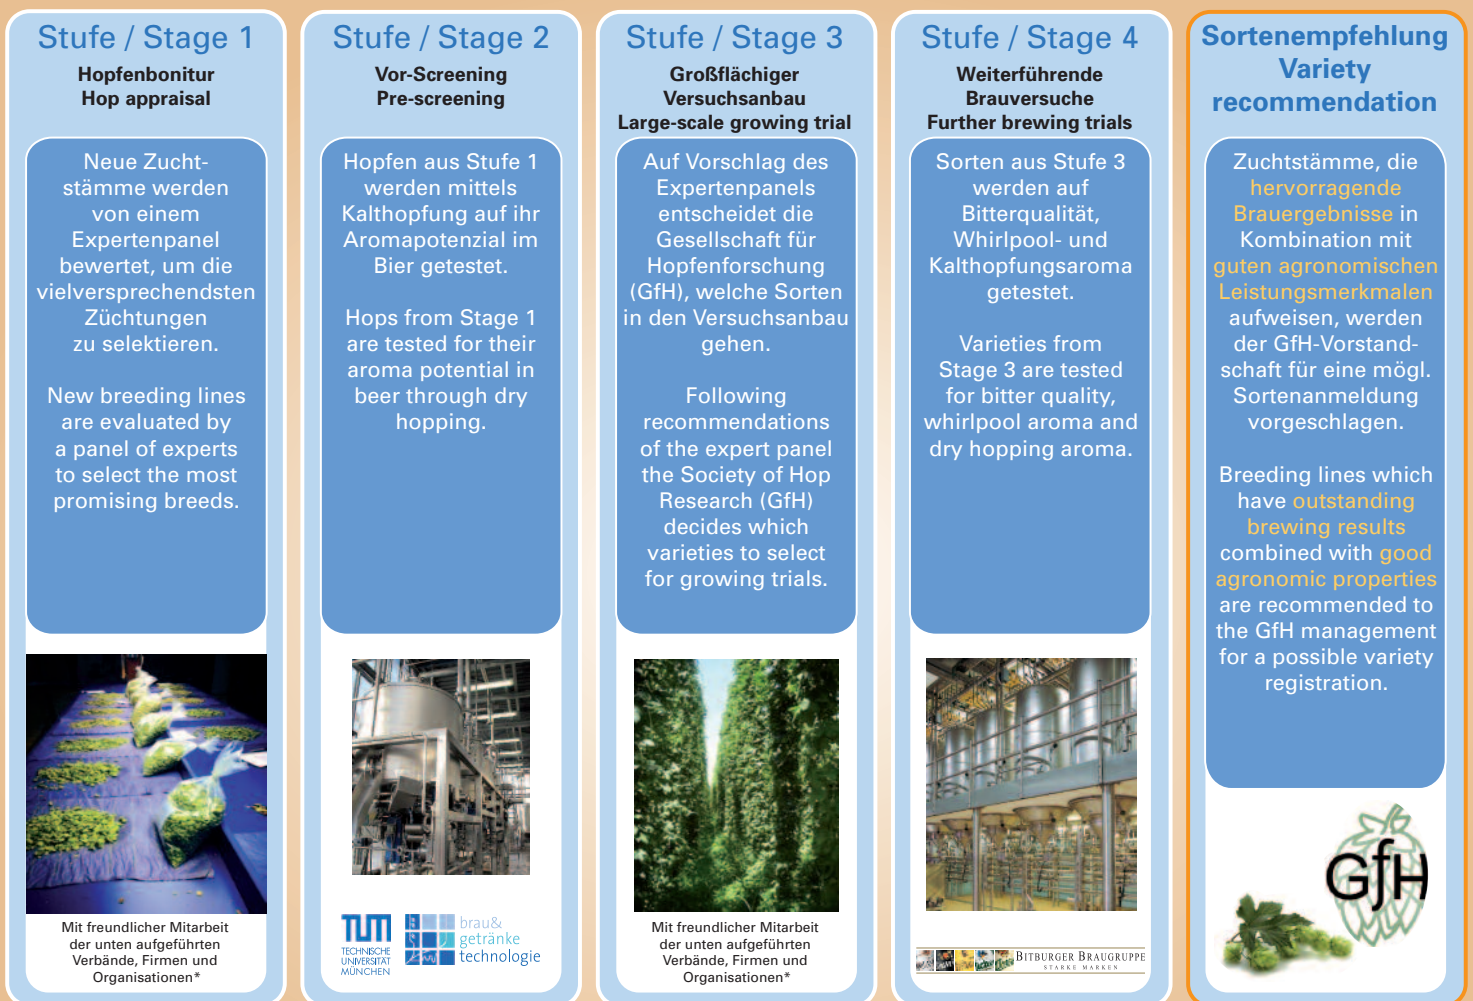 Stufe / Stage 1
Hopfenbonitur
Hop appraisal
Neue Zucht-
stämme werden
von einem
Expertenpanel
bewertet, um die
vielversprechendsten
Züchtungen
zu selektieren.
New breeding lines
are evaluated by
a panel of experts
to select the most
promising breeds.
Mit freundlicher Mitarbeit
der unten aufgeführten
Verbände, Firmen und
Organisationen*
Stufe / Stage 2
Vor-Screening
Pre-screening
Hopfen aus Stufe 1
werden mittels
Kalthopfung auf ihr
Aromapotenzial im
Bier getestet.
Hops from Stage 1
are tested for their
aroma potential in
beer through dry
hopping.
TUM
TECHNISCHE
UNIVERSITÄT
MÜNCHEN
brau&
getränke
technologie
Stufe / Stage 3
Großflächiger
Versuchsanbau
Large-scale growing trial
Auf Vorschlag des
Expertenpanels
entscheidet die
Gesellschaft für
Hopfenforschung
(GfH), welche Sorten
in den Versuchsanbau
gehen.
Following
recommendations
of the expert panel
the Society of Hop
Research (GfH)
decides which
varieties to select
for growing trials.
Mit freundlicher Mitarbeit
der unten aufgeführten
Verbände, Firmen und
Organisationen*
Stufe / Stage 4
Weiterführende
Brauversuche
Further brewing trials
Sorten aus Stufe 3
werden auf
Bitterqualität,
Whirlpool- und
Kalthopfungsaroma
getestet.
Varieties from
Stage 3 are tested
for bitter quality,
whirlpool aroma and
dry hopping aroma.
BITBURGER BRAUGRUPPE
STARKE MARKEN
Sortenempfehlung
Variety
recommendation
Zuchtstämme, die
hervorragende
Brauergebnisse in
Kombination mit
guten agronomischen
Leistungsmerkmalen
aufweisen, werden
der GfH-Vorstand-
schaft für eine mögl.
Sortenanmeldung
vorgeschlagen.
Breeding lines which
have outstanding
brewing results
combined with good
agronomic properties
are recommended to
the GfH management
for a possible variety
registration.
GfH